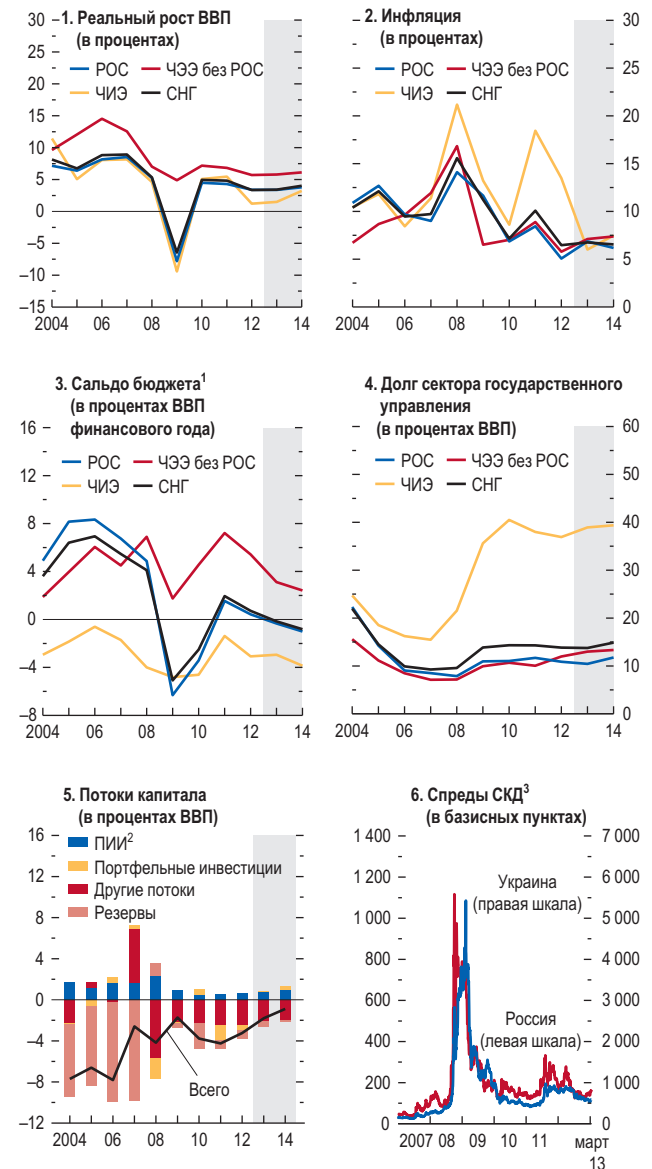 1. Реальный рост ВВП
(в процентах)
РОС ЧЭЭ без РОС
ЧИЭ СНГ
30
25
20
15
10
5
0
–5
–10
–15
2004 06 08 10 12 14
2. Инфляция
(в процентах)
РОС ЧЭЭ без РОС
ЧИЭ СНГ
30
25
20
15
10
5
0
2004 06 08 10 12 14
3. Сальдо бюджета¹
(в процентах ВВП
финансового года)
РОС ЧЭЭ без РОС
ЧИЭ СНГ
16
12
8
4
0
–4
–8
2004 06 08 10 12 14
4. Долг сектора государственного
управления
(в процентах ВВП)
РОС ЧЭЭ без РОС
ЧИЭ СНГ
60
50
40
30
20
10
0
2004 06 08 10 12 14
5. Потоки капитала
(в процентах ВВП)
ПИИ²
Портфельные инвестиции
Другие потоки
Резервы
16
12
8
4
0
–4
–8
–12
Всего
2004 06 08 10 12 14
6. Спреды СКД³
(в базисных пунктах)
1 400
1 200
1 000
800
600
400
200
0
7 000
6 000
5 000
4 000
3 000
2 000
1 000
0
Украина
(правая шкала)
Россия
(левая шкала)
2007 08 09 10 11 март
13